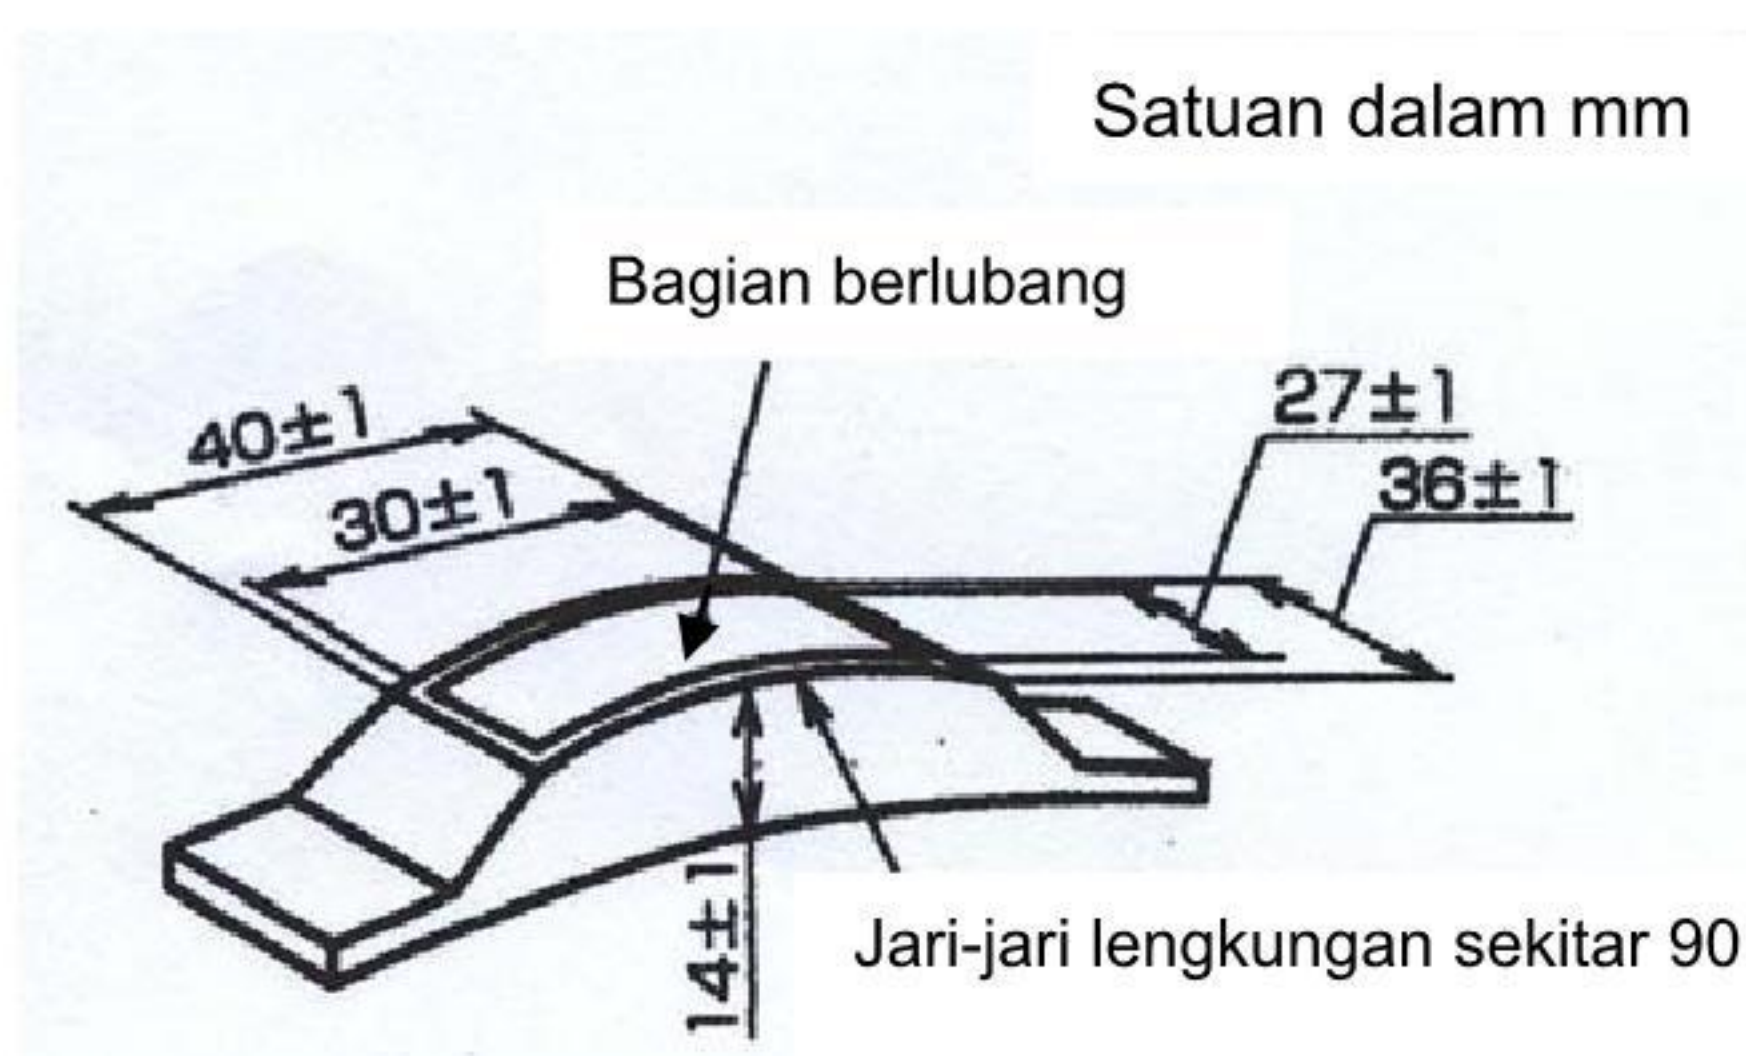 Satuan dalam mm
Bagian berlubang
27±1
40±1
36±1
30±1
14±1
Jari-jari lengkungan sekitar 90